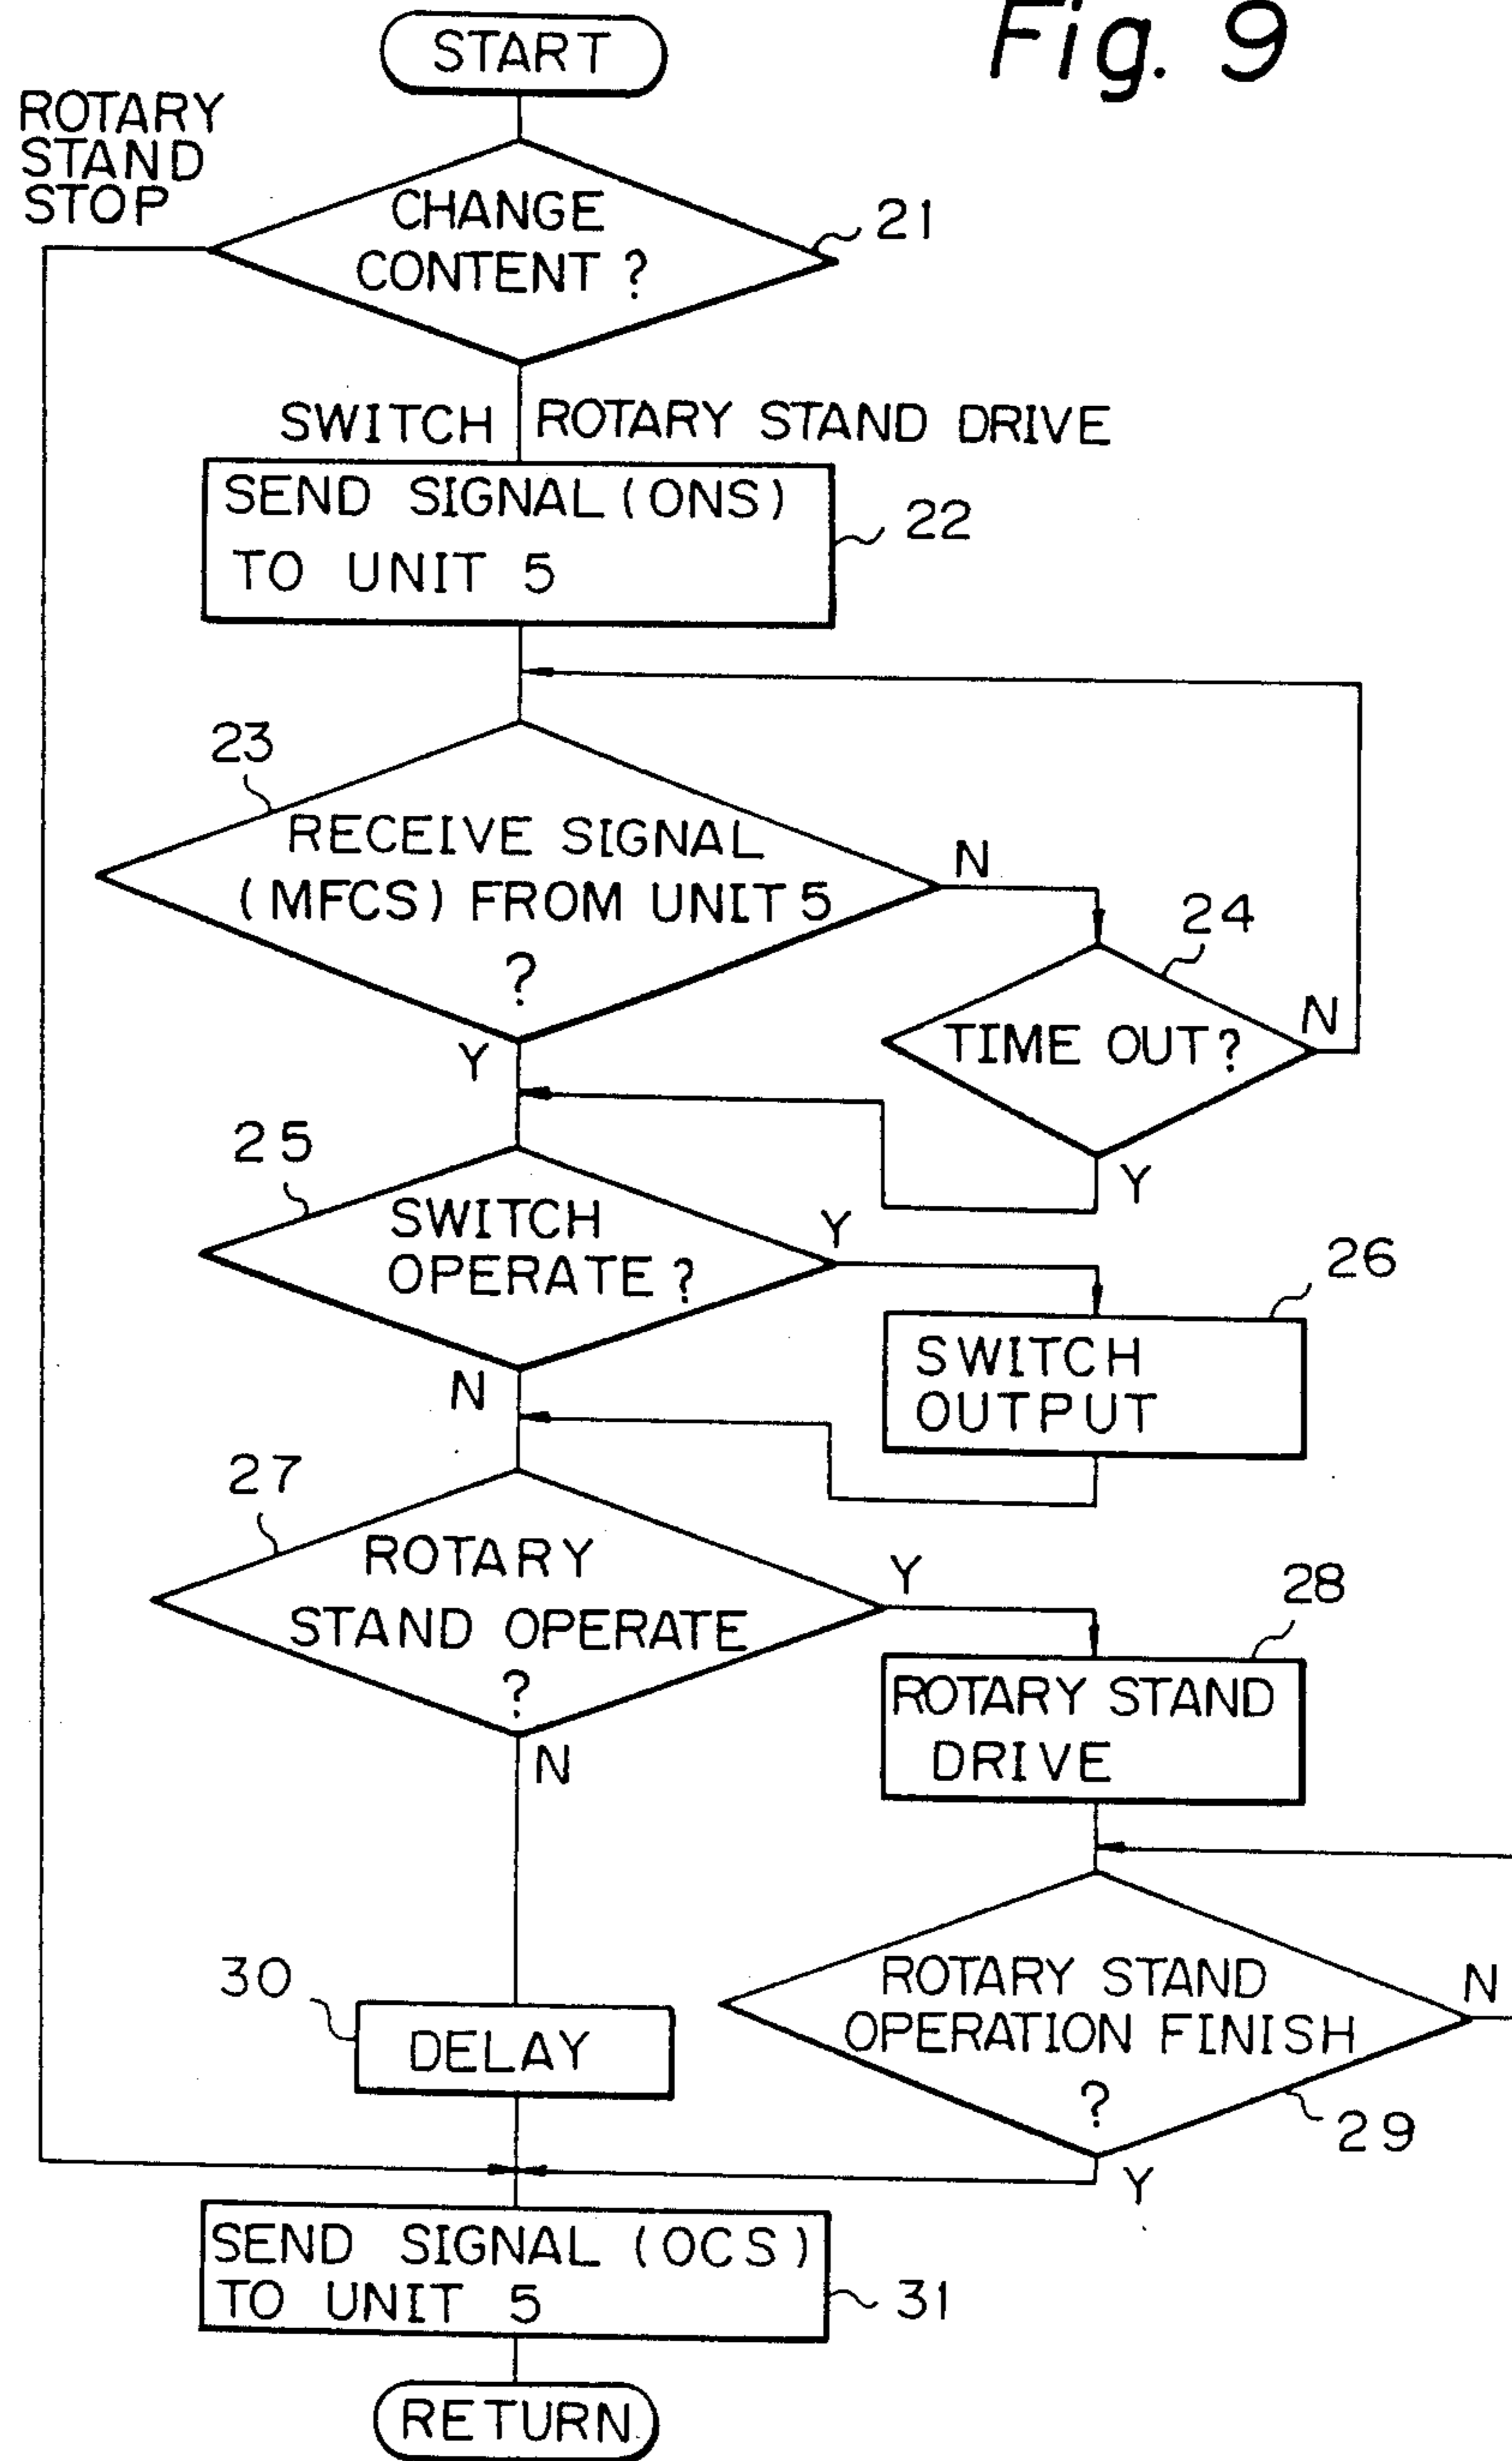 Fig. 9
START
ROTARY
STAND
STOP
CHANGE
CONTENT ?
21
SWITCH ROTARY STAND DRIVE
SEND SIGNAL (ONS)
TO UNIT 5
22
23
RECEIVE SIGNAL
(MFCS) FROM UNIT 5
?
N
24
TIME OUT?
N
Y
Y
25
SWITCH
OPERATE ?
Y
26
SWITCH
OUTPUT
N
27
ROTARY
STAND OPERATE
?
Y
28
ROTARY STAND
DRIVE
N
30
DELAY
ROTARY STAND
OPERATION FINISH
?
N
29
Y
SEND SIGNAL (OCS)
TO UNIT 5
31
RETURN